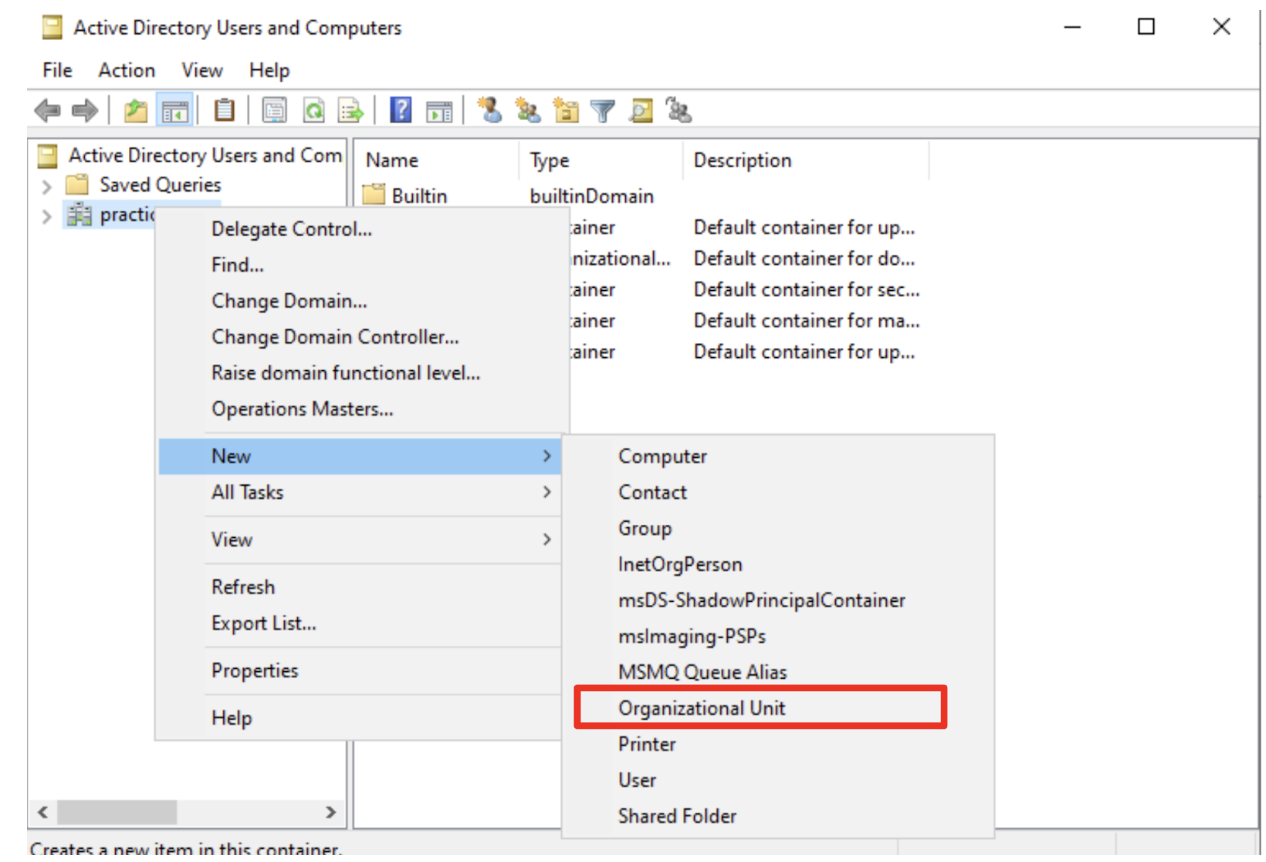 Active Directory Users and Computers
File Action View Help
Active Directory Users and Com
Saved Queries
practic
Name Type Description
Builtin builtinDomain
tainer Default container for up...
nizational... Default container for do...
tainer Default container for sec...
tainer Default container for ma...
tainer Default container for up...
Delegate Control...
Find...
Change Domain...
Change Domain Controller...
Raise domain functional level...
Operations Masters...
New
All Tasks
View
Refresh
Export List...
Properties
Help
Computer
Contact
Group
InetOrgPerson
msDS-ShadowPrincipalContainer
msImaging-PSPs
MSMQ Queue Alias
Organizational Unit
Printer
User
Shared Folder
Creates a new item in this container.